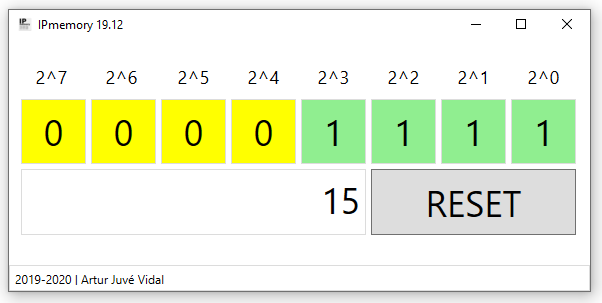 IPmemory 19.12
2^7 2^6 2^5 2^4 2^3 2^2 2^1 2^0
0 0 0 0 1 1 1 1
15 RESET
2019-2020 | Artur Juvé Vidal